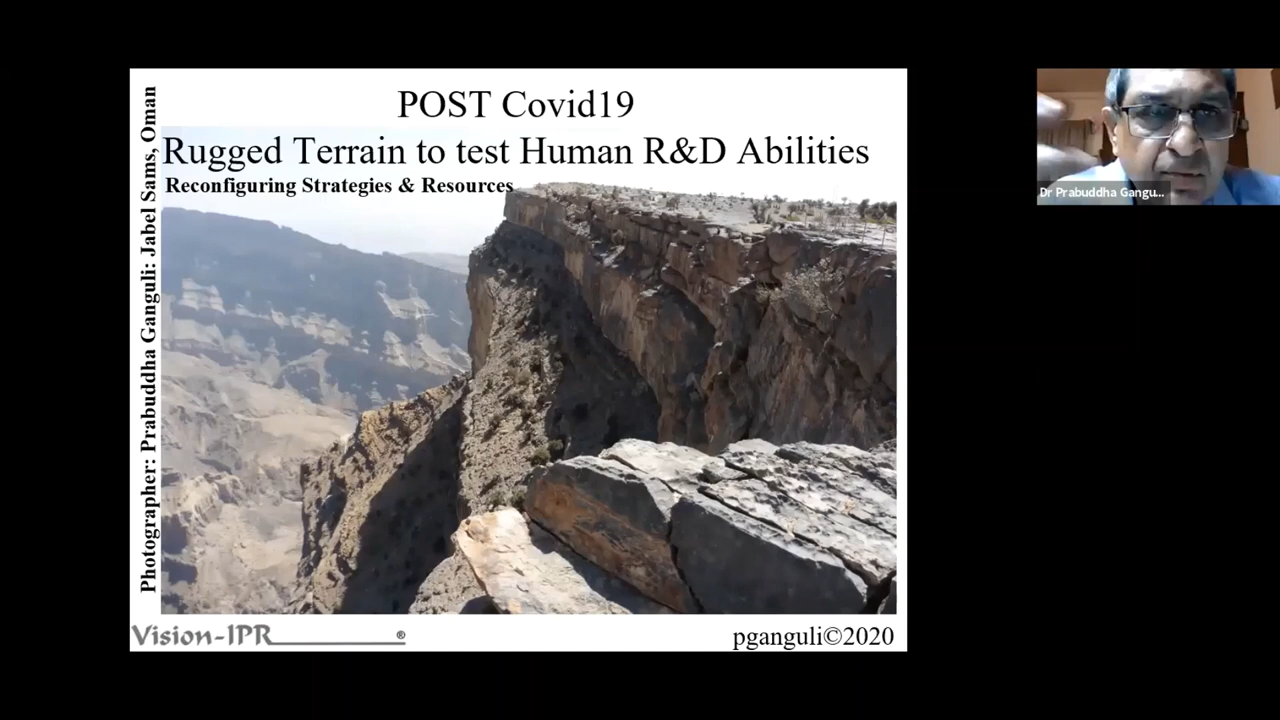 POST Covid19
Rugged Terrain to test Human R&D Abilities
Reconfiguring Strategies & Resources
Photographer: Prabuddha Ganguli: Jabel Sams, Oman
Dr Prabuddha Gangu...
Vision-IPR®
pganguli©2020